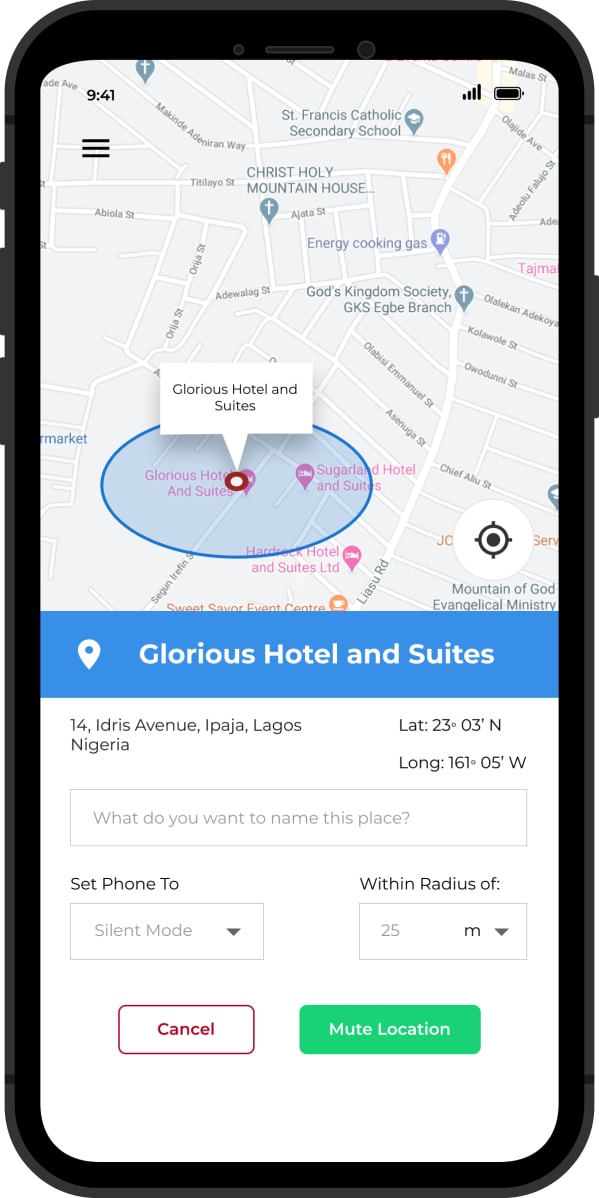 ade Ave
9:41
Malas St
Makinde Adeniran Way
St. Francis Catholic
Secondary School
Olajide Ave
CHRIST HOLY
MOUNTAIN HOUSE...
Titilayo St
Adeolu Falujo St
Abiola St
Ajata St
Ade
Orija St
Energy cooking gas
Tajmal
Adewalag St
God's Kingdom Society,
GKS Egbe Branch
Olalekan Adekoya
Orija St
Kolawole St
Olabisi Emmanuel St
Owodunni St
Glorious Hotel and
Suites
Asenuga St
rmarket
Chief Aliu St
Glorious Hotel
And Suites
Sugarland Hotel
and Suites
JC
Serv
Hardrock Hotel
and Suites Ltd
Segun Irefin St
Liasu Rd
Mountain of God
Evangelical Ministry
Sweet Savor Event Centre
Glorious Hotel and Suites
14, Idris Avenue, Ipaja, Lagos
Nigeria
Lat: 23° 03’ N
Long: 161° 05’ W
What do you want to name this place?
Set Phone To
Within Radius of:
Silent Mode
25 m
Cancel
Mute Location